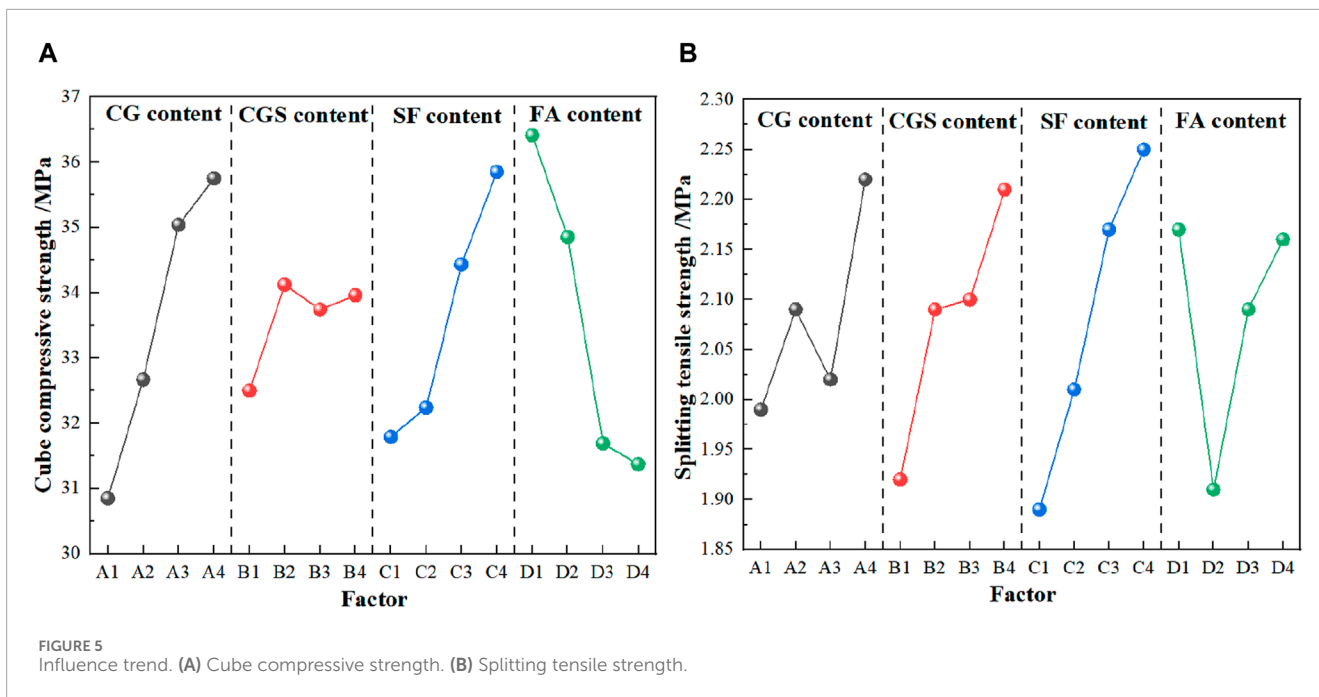 A
Cube compressive strength /MPa
37
36
35
34
33
32
31
30
CG content
CGS content
SF content
FA content
A1 A2 A3 A4 B1 B2 B3 B4 C1 C2 C3 C4 D1 D2 D3 D4
Factor
B
Splitting tensile strength /MPa
2.30
2.25
2.20
2.15
2.10
2.05
2.00
1.95
1.90
1.85
CG content
CGS content
SF content
FA content
A1 A2 A3 A4 B1 B2 B3 B4 C1 C2 C3 C4 D1 D2 D3 D4
Factor
FIGURE 5
Influence trend. (A) Cube compressive strength. (B) Splitting tensile strength.